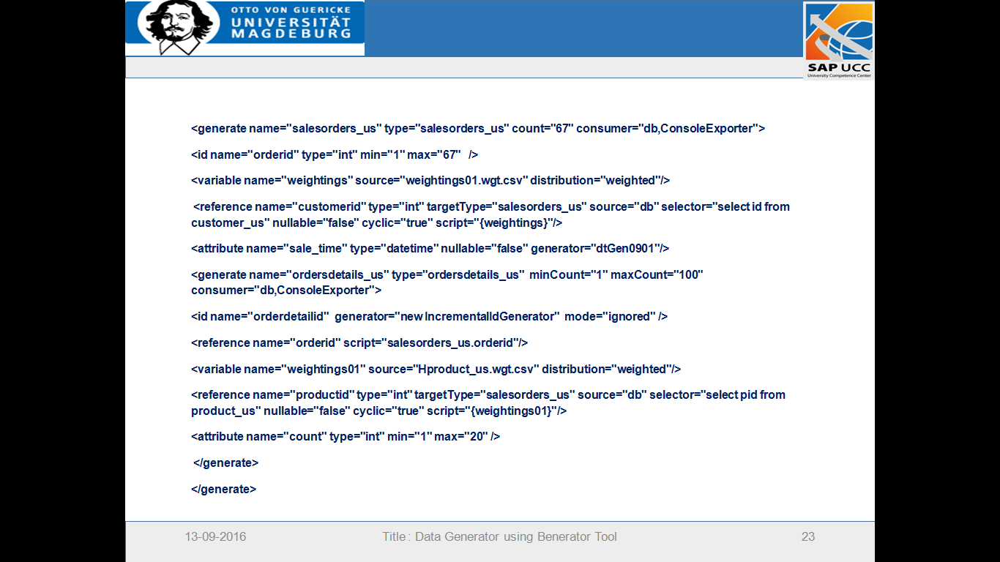 OTTO VON GUERICKE
UNIVERSITÄT
MAGDEBURG
SAP UCC
University Competence Center
<generate name="salesorders_us" type="salesorders_us" count="67" consumer="db,ConsoleExporter">
<id name="orderid" type="int" min="1" max="67" />
<variable name="weightings" source="weightings01.wgt.csv" distribution="weighted"/>
<reference name="customerid" type="int" targetType="salesorders_us" source="db" selector="select id from
customer_us" nullable="false" cyclic="true" script="{weightings}"/>
<attribute name="sale_time" type="datetime" nullable="false" generator="dtGen0901"/>
<generate name="ordersdetails_us" type="ordersdetails_us" minCount="1" maxCount="100"
consumer="db,ConsoleExporter">
<id name="orderdetailid" generator="new IncrementalIdGenerator" mode="ignored" />
<reference name="orderid" script="salesorders_us.orderid"/>
<variable name="weightings01" source="Hproduct_us.wgt.csv" distribution="weighted"/>
<reference name="productid" type="int" targetType="salesorders_us" source="db" selector="select pid from
product_us" nullable="false" cyclic="true" script="{weightings01}"/>
<attribute name="count" type="int" min="1" max="20" />
</generate>
</generate>
13-09-2016
Title : Data Generator using Benerator Tool
23